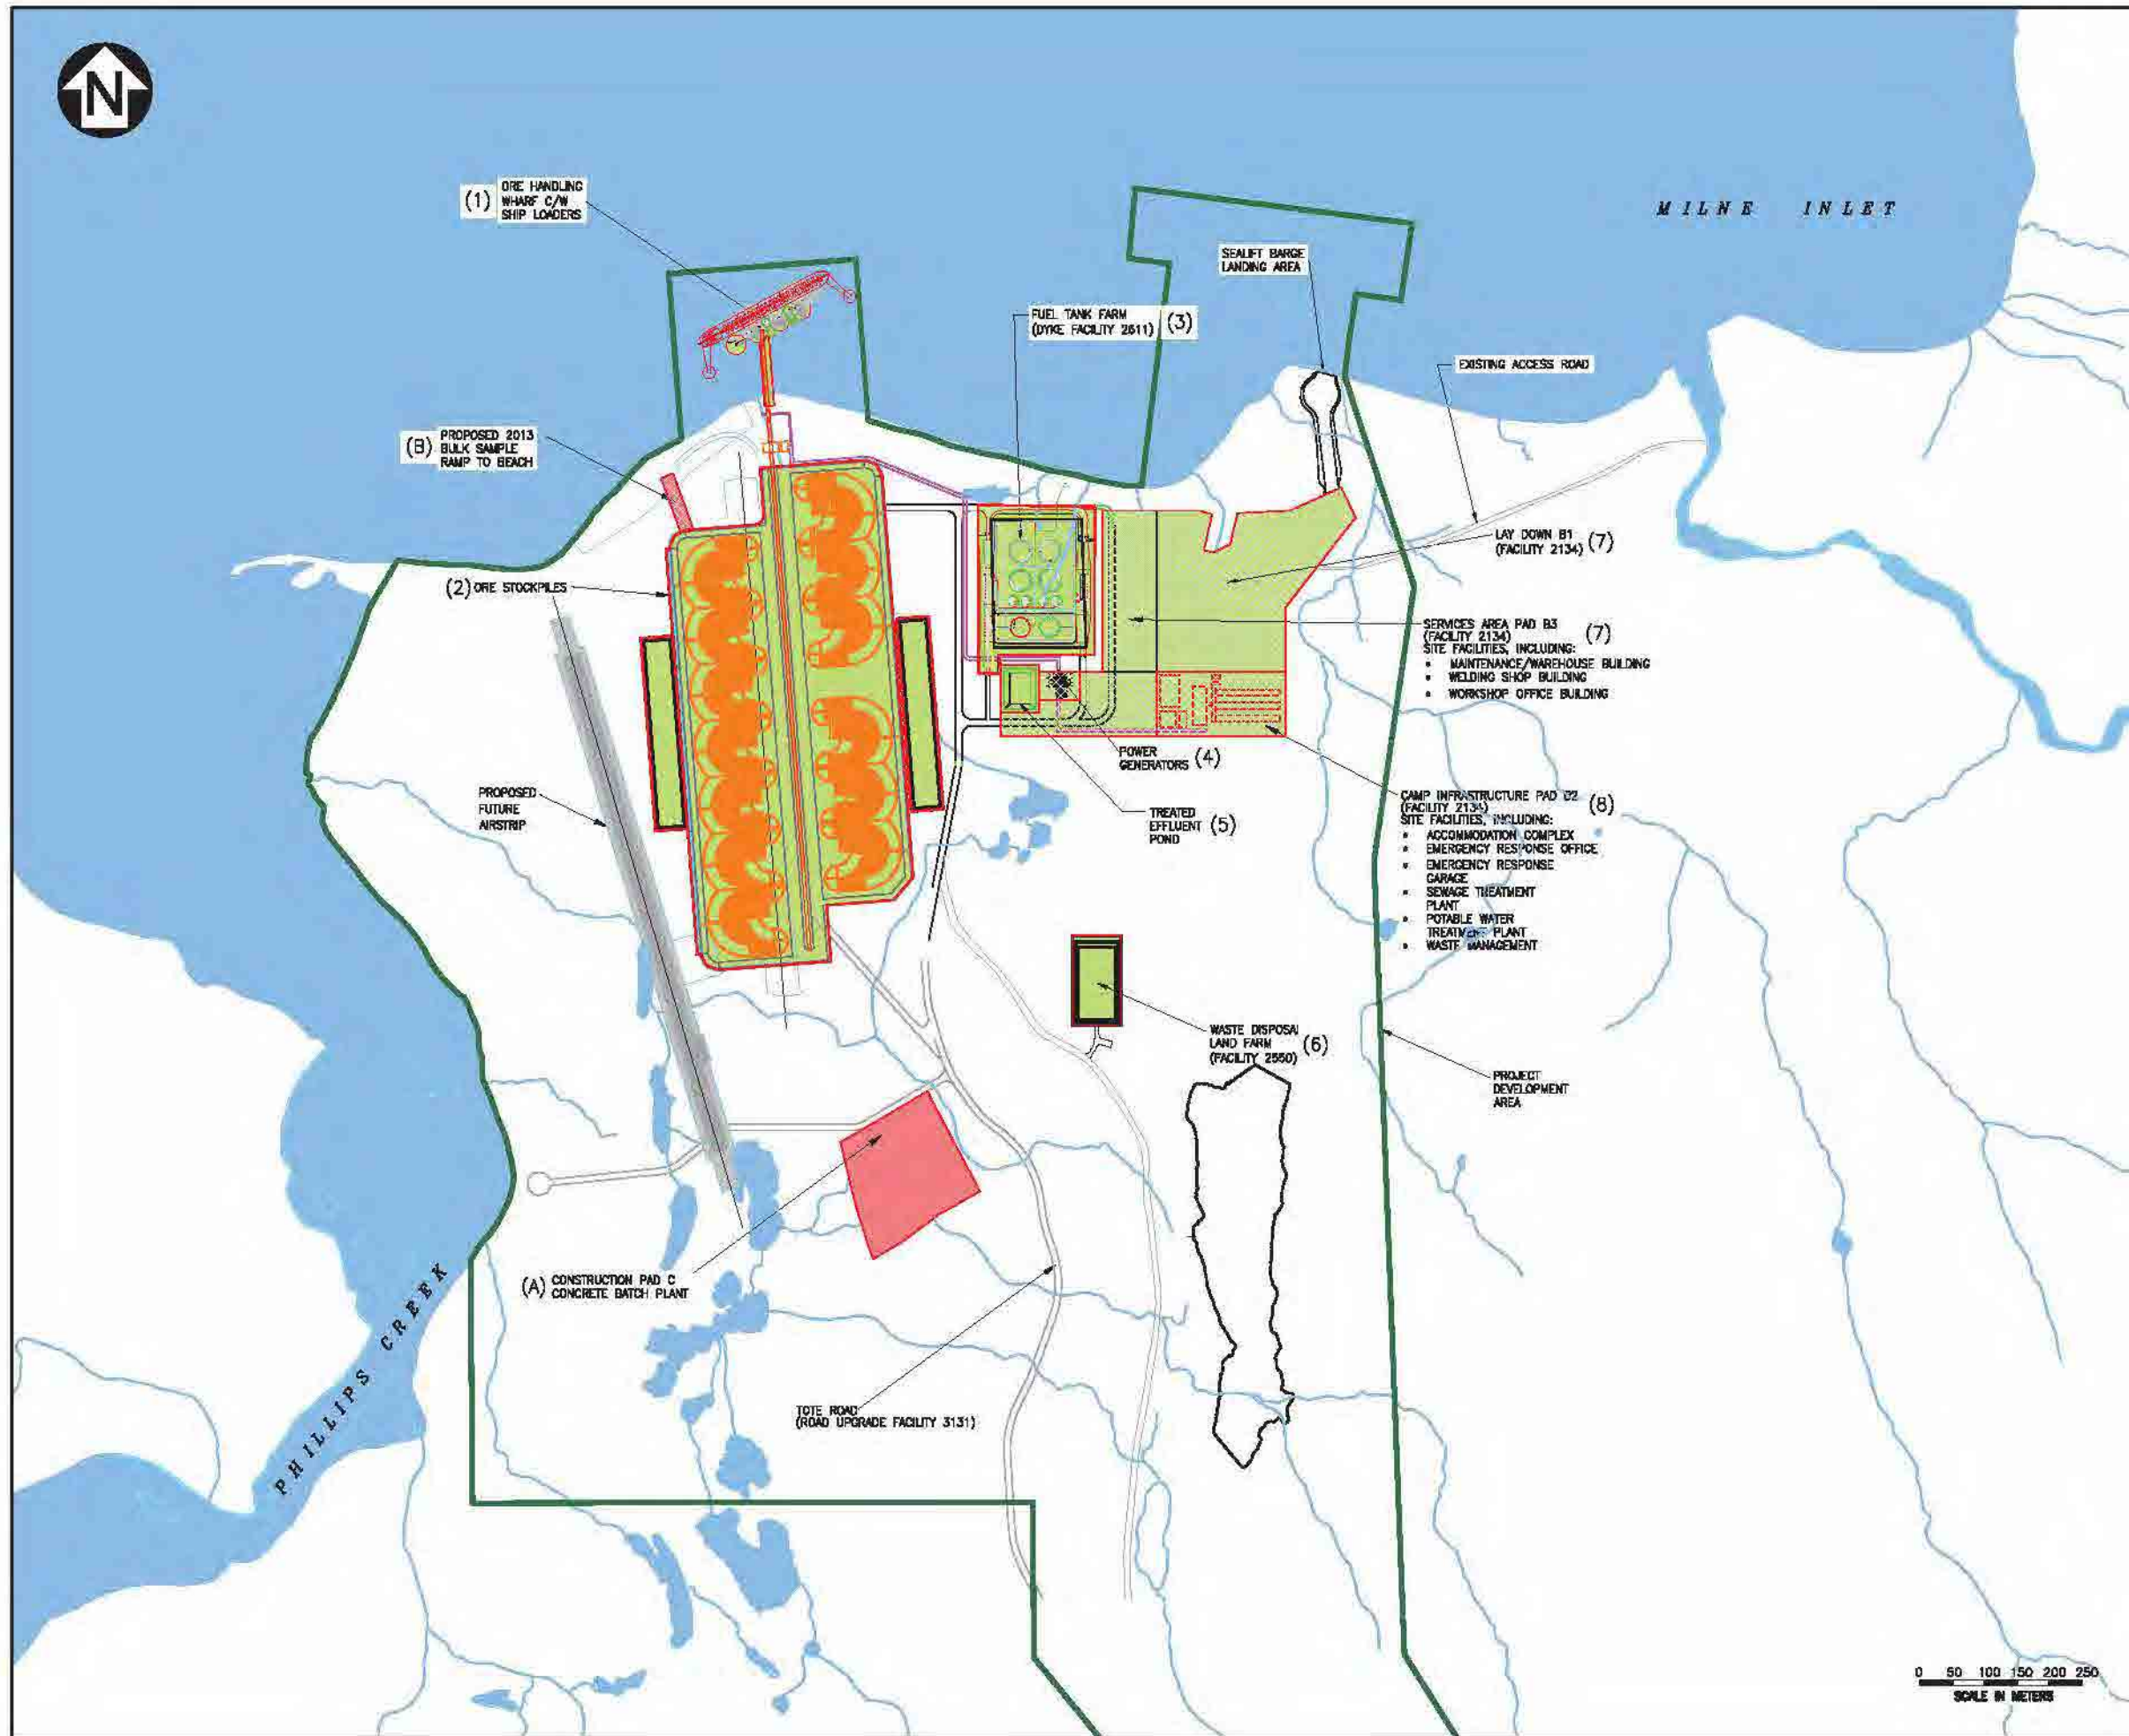 N
MILNE INLET
(1) ORE HANDLING
WHARF C/W
SHIP LOADERS
SEALIFT BARGE
LANDING AREA
FUEL TANK FARM
(DYKE FACILITY 2611) (3)
EXISTING ACCESS ROAD
(B) PROPOSED 2013
BULK SAMPLE
RAMP TO BEACH
LAY DOWN B1
(FACILITY 2134) (7)
(2) ORE STOCKPILES
SERVICES AREA PAD B3
(FACILITY 2134) (7)
SITE FACILITIES, INCLUDING:
• MAINTENANCE/WAREHOUSE BUILDING
• WELDING SHOP BUILDING
• WORKSHOP OFFICE BUILDING
POWER
GENERATORS (4)
PROPOSED
FUTURE
AIRSTRIP
TREATED
EFFLUENT (5)
POND
CAMP INFRASTRUCTURE PAD
(FACILITY 2134) (8)
SITE FACILITIES, INCLUDING:
• ACCOMMODATION COMPLEX
• EMERGENCY RESPONSE OFFICE
• EMERGENCY RESPONSE
GARAGE
• SEWAGE TREATMENT
PLANT
• POTABLE WATER
TREATMENT PLANT
• WASTE MANAGEMENT
WASTE DISPOSAL
LAND FARM (6)
(FACILITY 2550)
PROJECT
DEVELOPMENT
AREA
(A) CONSTRUCTION PAD C
CONCRETE BATCH PLANT
PHILLIPS CREEK
TOTE ROAD
(ROAD UPGRADE FACILITY 3131)
0 50 100 150 200 250
SCALE IN METERS